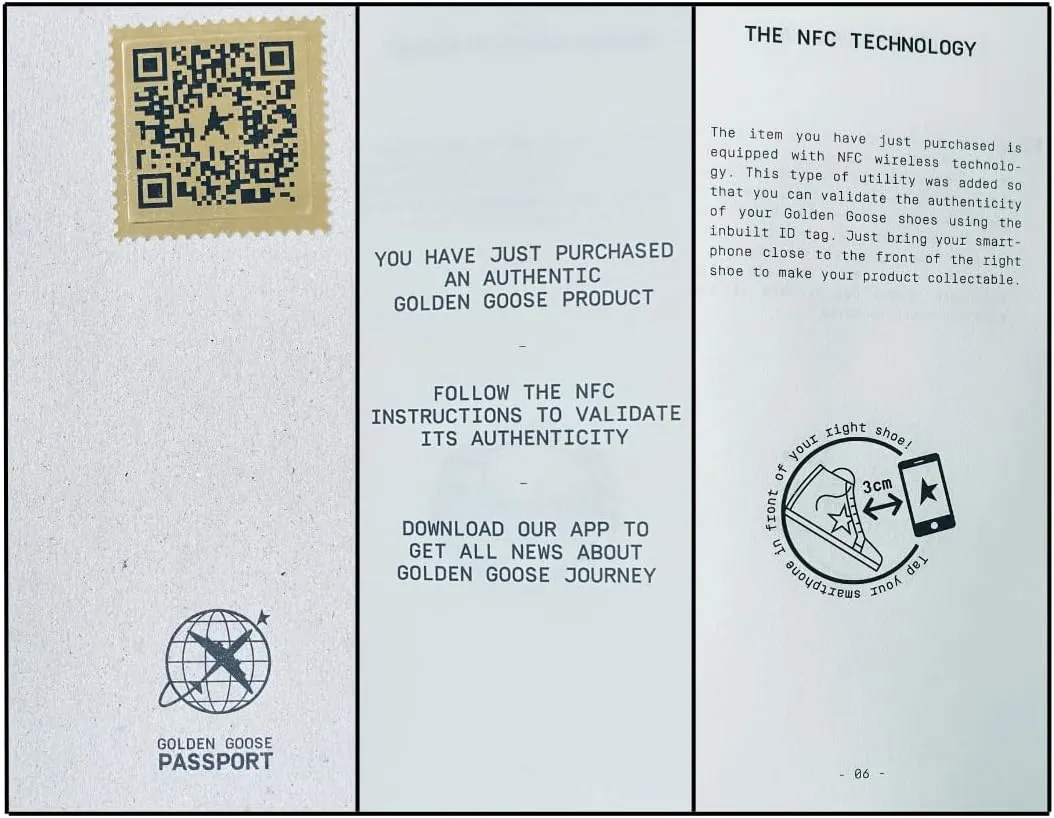 GOLDEN GOOSE
PASSPORT
YOU HAVE JUST PURCHASED
AN AUTHENTIC
GOLDEN GOOSE PRODUCT
-
FOLLOW THE NFC
INSTRUCTIONS TO VALIDATE
ITS AUTHENTICITY
-
DOWNLOAD OUR APP TO
GET ALL NEWS ABOUT
GOLDEN GOOSE JOURNEY
THE NFC TECHNOLOGY
The item you have just purchased is
equipped with NFC wireless technolo-
gy. This type of utility was added so
that you can validate the authenticity
of your Golden Goose shoes using the
inbuilt ID tag. Just bring your smart-
phone close to the front of the right
shoe to make your product collectable.
Tap your smartphone in front of your right shoe!
3cm
- 06 -